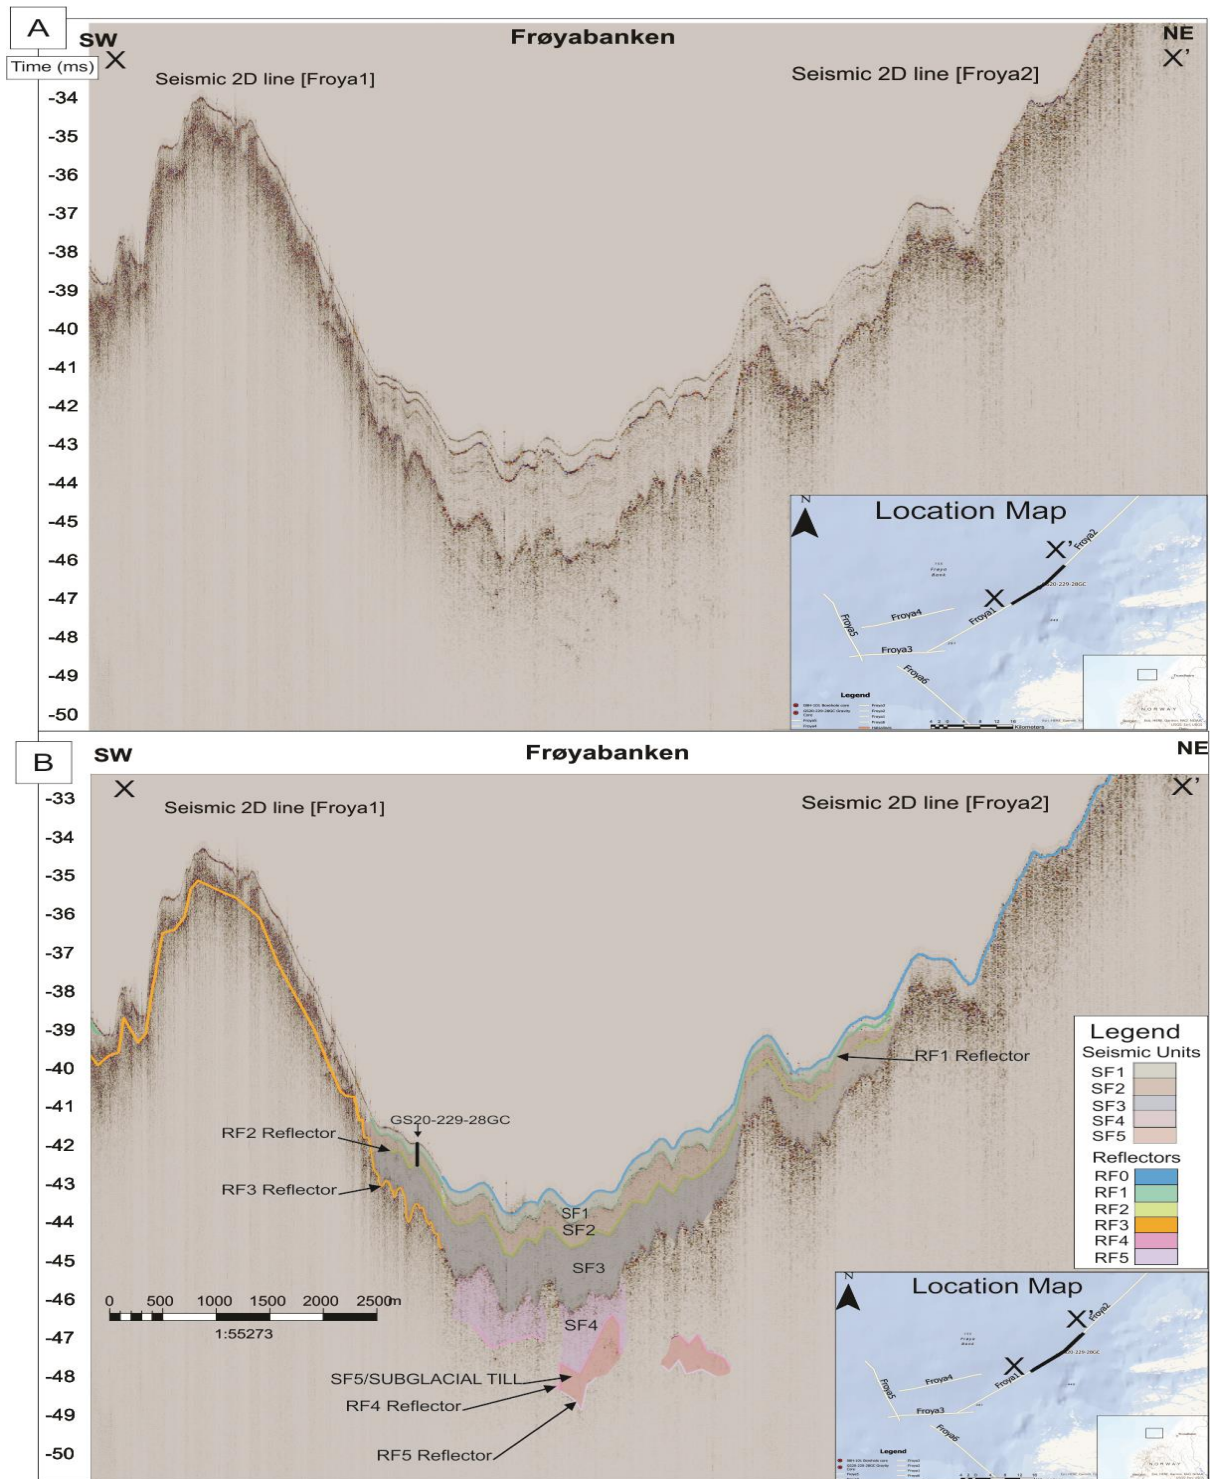 A
SW
Frøyabanken
NE
X
X'
Time (ms)
Seismic 2D line [Froya1]
Seismic 2D line [Froya2]
-34
-35
-36
-37
-38
-39
-40
-41
-42
-43
-44
-45
-46
-47
-48
-49
-50
Location Map
Z
X'
Froya2
Frøya
Bank
X
Froya1
Froya4
Froya5
Froya3
Froya6
Legend
Kilometers
NORWAY
B
SW
Frøyabanken
NE
X
X'
Seismic 2D line [Froya1]
Seismic 2D line [Froya2]
-33
-34
-35
-36
-37
-38
-39
-40
-41
-42
-43
-44
-45
-46
-47
-48
-49
-50
RF1 Reflector
GS20-229-28GC
RF2 Reflector
RF3 Reflector
SF1
SF2
SF3
SF4
0 500 1000 1500 2000 2500m
1:55273
SF5/SUBGLACIAL TILL
RF4 Reflector
RF5 Reflector
Legend
Seismic Units
SF1
SF2
SF3
SF4
SF5
Reflectors
RF0
RF1
RF2
RF3
RF4
RF5
Location Map
Z
X'
Froya2
X
Froya1
Froya4
Froya5
Froya3
Froya6
Legend
Kilometers